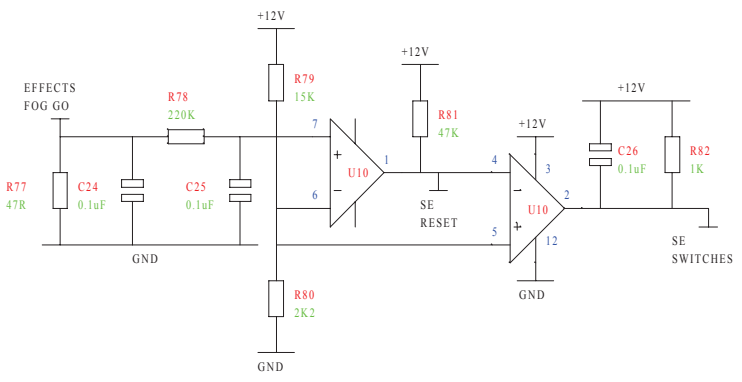 +12V
R79
15K
EFFECTS
FOG GO
R78
220K
+12V
R81
47K
+12V
+12V
7
+
1
U10
6
−
R77
47R
C24
0.1uF
C25
0.1uF
GND
SE
RESET
4
−
3
2
U10
5
+
12
GND
C26
0.1uF
R82
1K
SE
SWITCHES
R80
2K2
GND